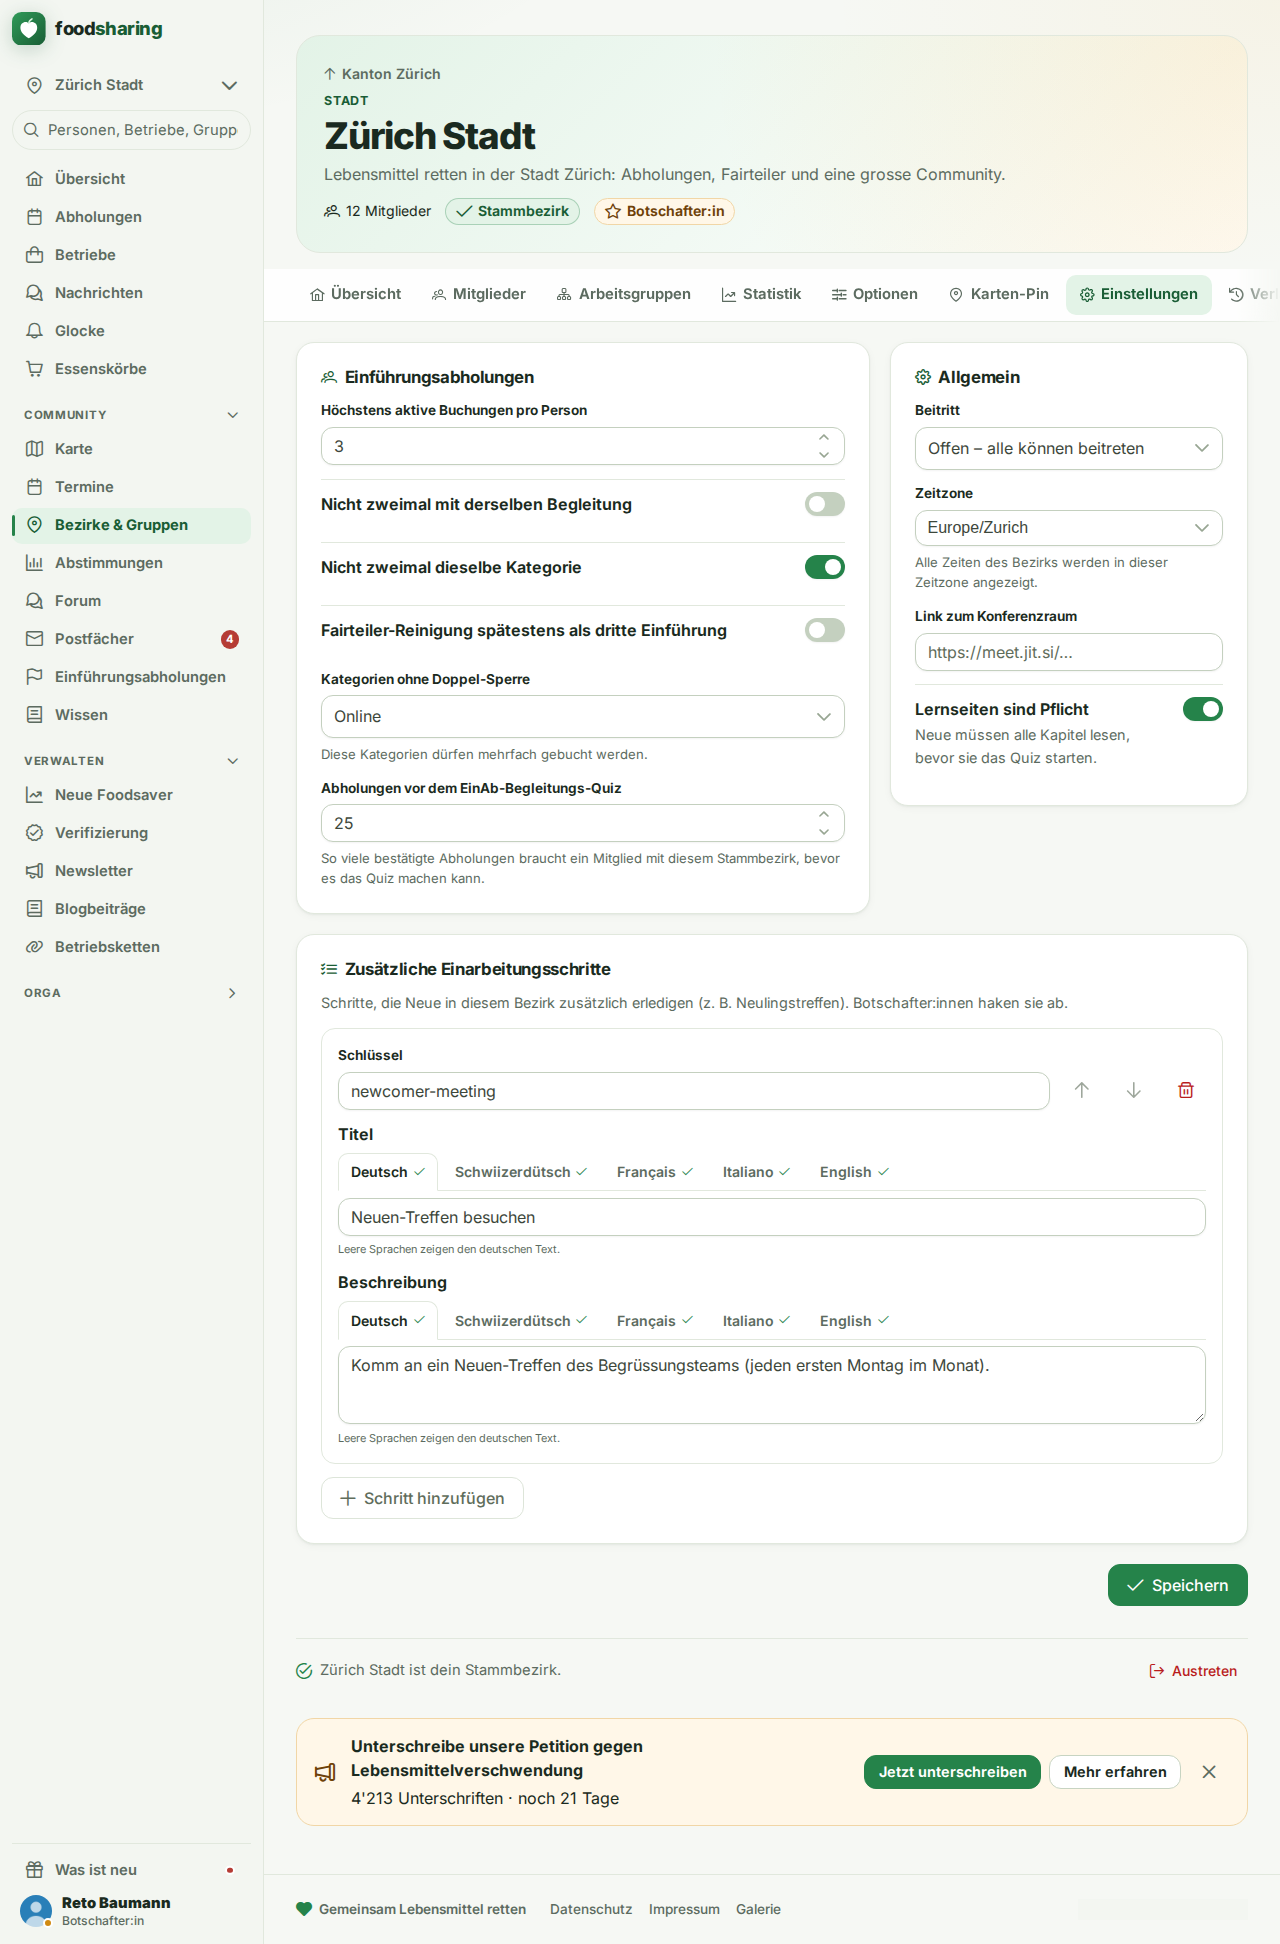 foodsharing
Zürich Stadt
Personen, Betriebe, Grupp
Übersicht
Abholungen
Betriebe
Nachrichten
Glocke
Essenskörbe
COMMUNITY
Karte
Termine
Bezirke & Gruppen
Abstimmungen
Forum
Postfächer 4
Einführungsabholungen
Wissen
VERWALTEN
Neue Foodsaver
Verifizierung
Newsletter
Blogbeiträge
Betriebsketten
ORGA
Was ist neu
Reto Baumann
Botschafter:in
Kanton Zürich
STADT
Zürich Stadt
Lebensmittel retten in der Stadt Zürich: Abholungen, Fairteiler und eine grosse Community.
12 Mitglieder Stammbezirk Botschafter:in
Übersicht Mitglieder Arbeitsgruppen Statistik Optionen Karten-Pin Einstellungen
Einführungsabholungen
Höchstens aktive Buchungen pro Person
3
Nicht zweimal mit derselben Begleitung
Nicht zweimal dieselbe Kategorie
Fairteiler-Reinigung spätestens als dritte Einführung
Kategorien ohne Doppel-Sperre
Online
Diese Kategorien dürfen mehrfach gebucht werden.
Abholungen vor dem EinAb-Begleitungs-Quiz
25
So viele bestätigte Abholungen braucht ein Mitglied mit diesem Stammbezirk, bevor
es das Quiz machen kann.
Allgemein
Beitritt
Offen – alle können beitreten
Zeitzone
Europe/Zurich
Alle Zeiten des Bezirks werden in dieser
Zeitzone angezeigt.
Link zum Konferenzraum
https://meet.jit.si/...
Lernseiten sind Pflicht
Neue müssen alle Kapitel lesen,
bevor sie das Quiz starten.
Zusätzliche Einarbeitungsschritte
Schritte, die Neue in diesem Bezirk zusätzlich erledigen (z. B. Neulingstreffen). Botschafter:innen haken sie ab.
Schlüssel
newcomer-meeting
Titel
Deutsch Schwiizerdütsch Français Italiano English
Neuen-Treffen besuchen
Leere Sprachen zeigen den deutschen Text.
Beschreibung
Deutsch Schwiizerdütsch Français Italiano English
Komm an ein Neuen-Treffen des Begrüssungsteams (jeden ersten Montag im Monat).
Leere Sprachen zeigen den deutschen Text.
Schritt hinzufügen
Speichern
Zürich Stadt ist dein Stammbezirk.
Austreten
Unterschreibe unsere Petition gegen
Lebensmittelverschwendung
4'213 Unterschriften · noch 21 Tage
Jetzt unterschreiben Mehr erfahren
Gemeinsam Lebensmittel retten Datenschutz Impressum Galerie